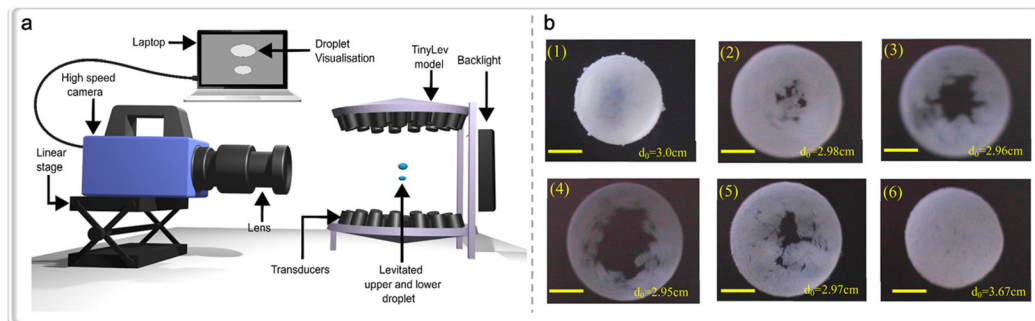 a
Laptop
Droplet
Visualisation
TinyLev
model
Backlight
High speed
camera
Linear
stage
Lens
Transducers
Levitated
upper and lower
droplet
b
(1)
d₀=3.0cm
(2)
d₀=2.98cm
(3)
d₀=2.96cm
(4)
d₀=2.95cm
(5)
d₀=2.97cm
(6)
d₀=3.67cm